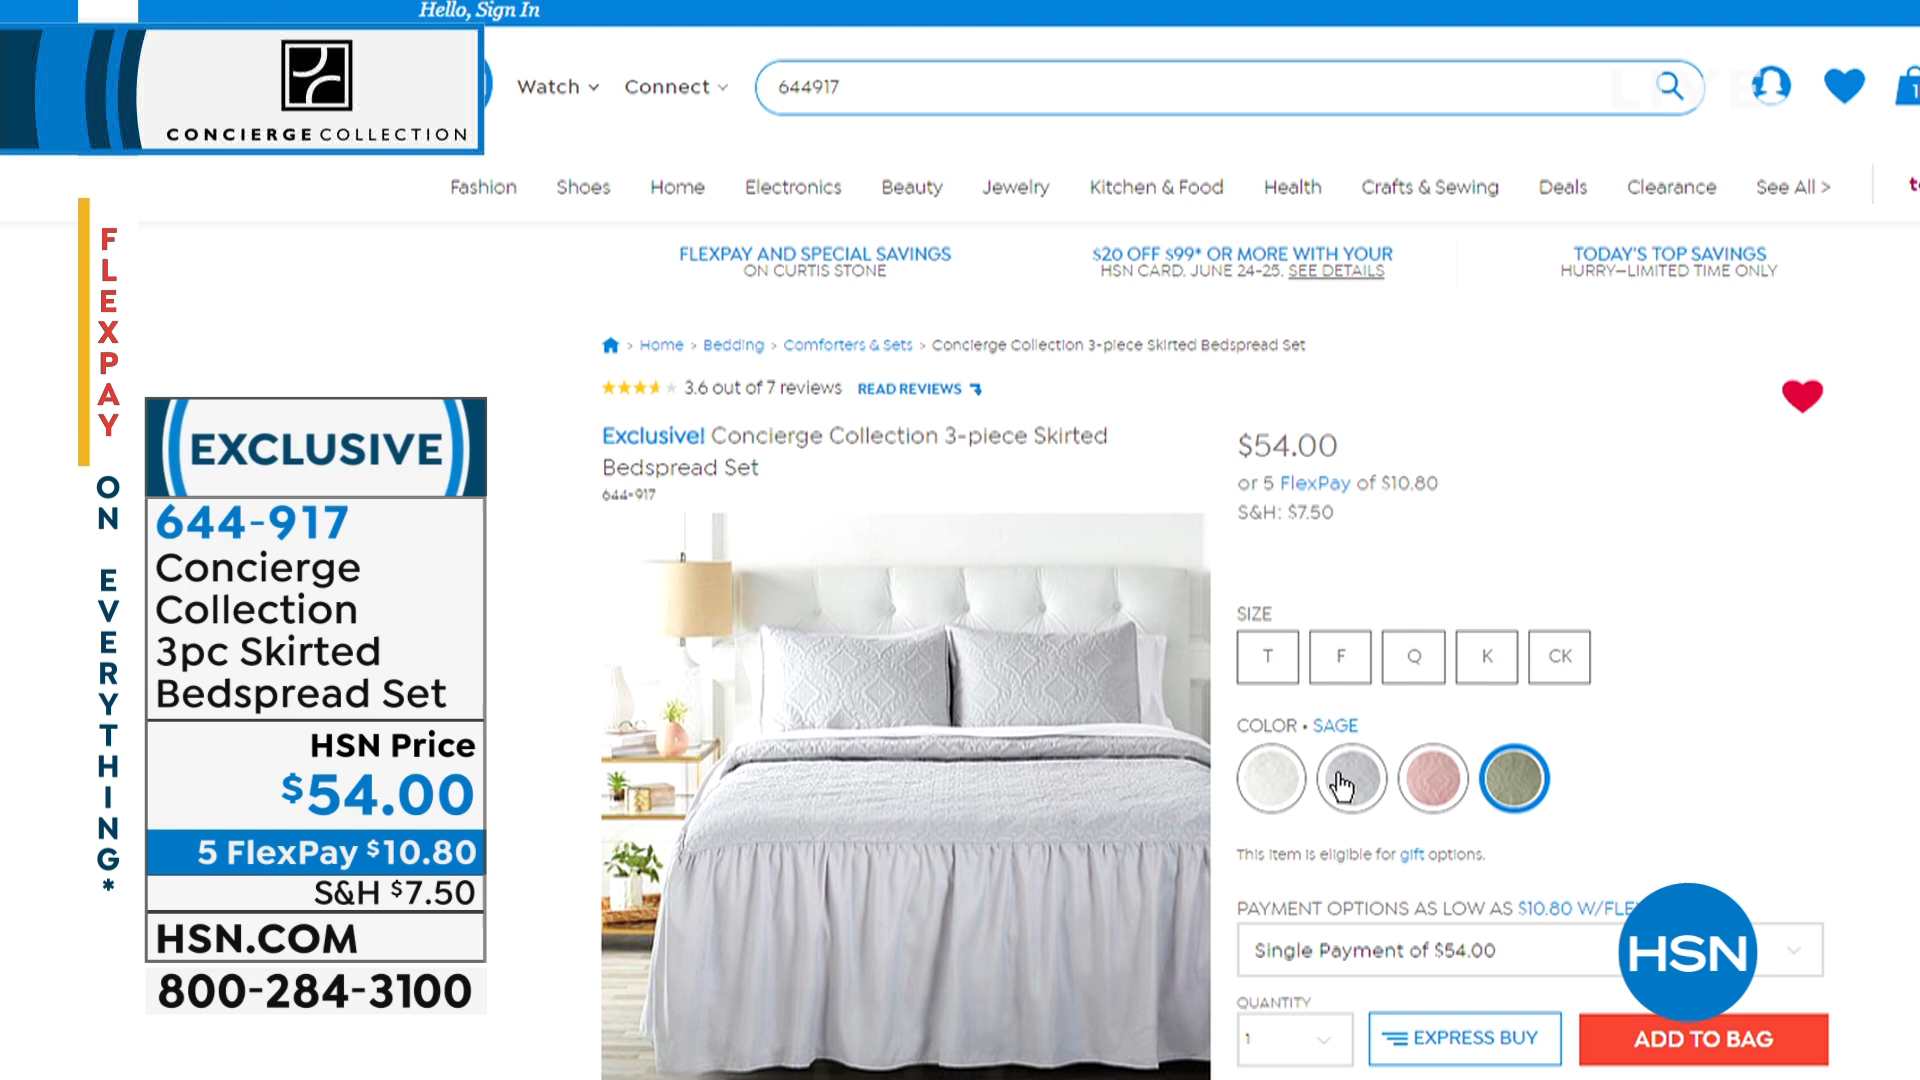 Hello, Sign In
CONCIERGE COLLECTION
Watch
Connect
644917
1
Fashion
Shoes
Home
Electronics
Beauty
Jewelry
Kitchen & Food
Health
Crafts & Sewing
Deals
Clearance
See All >
FLEXPAY AND SPECIAL SAVINGS
ON CURTIS STONE
$20 OFF $99* OR MORE WITH YOUR
HSN CARD. JUNE 24-25. SEE DETAILS
TODAY'S TOP SAVINGS
HURRY—LIMITED TIME ONLY
FLEXPAY ON EVERYTHING*
EXCLUSIVE
644-917
Concierge
Collection
3pc Skirted
Bedspread Set
HSN Price
$54.00
5 FlexPay $10.80
S&H $7.50
HSN.COM
800-284-3100
> Home > Bedding > Comforters & Sets > Concierge Collection 3-piece Skirted Bedspread Set
3.6 out of 7 reviews READ REVIEWS
Exclusive! Concierge Collection 3-piece Skirted
Bedspread Set
644-917
$54.00
or 5 FlexPay of $10.80
S&H: $7.50
SIZE
T
F
Q
K
CK
COLOR • SAGE
This item is eligible for gift options.
PAYMENT OPTIONS AS LOW AS $10.80 W/FLE
Single Payment of $54.00
HSN
QUANTITY
1
EXPRESS BUY
ADD TO BAG